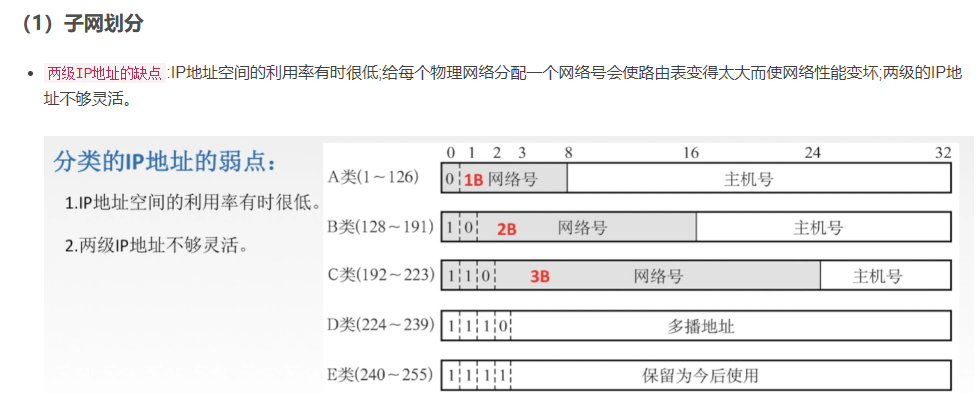 （1）子网划分
两级IP地址的缺点:IP地址空间的利用率有时很低;给每个物理网络分配一个网络号会使路由表变得太大而使网络性能变坏;两级的IP地
址不够灵活。
分类的IP地址的弱点：
1.IP地址空间的利用率有时很低。
2.两级IP地址不够灵活。
0 1 2 3 8 16 24 32
A类(1～126) 0 1B 网络号 主机号
B类(128～191) 1 0 2B 网络号 主机号
C类(192～223) 1 1 0 3B 网络号 主机号
D类(224～239) 1 1 1 0 多播地址
E类(240～255) 1 1 1 1 保留为今后使用